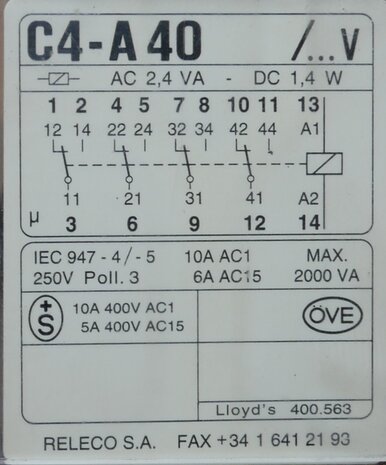 C4-A 40 /... V
AC 2,4 VA - DC 1,4 W
1 2 4 5 7 8 10 11 13
12 14 22 24 32 34 42 44 A1
11 21 31 41 A2
µ 3 6 9 12 14
IEC 947 - 4/ - 5 10A AC1 MAX.
250V Poll. 3 6A AC15 2000 VA
+S 10A 400V AC1 ÖVE
5A 400V AC15
Lloyd's 400.563
RELECO S.A. FAX +34 1 641 21 93